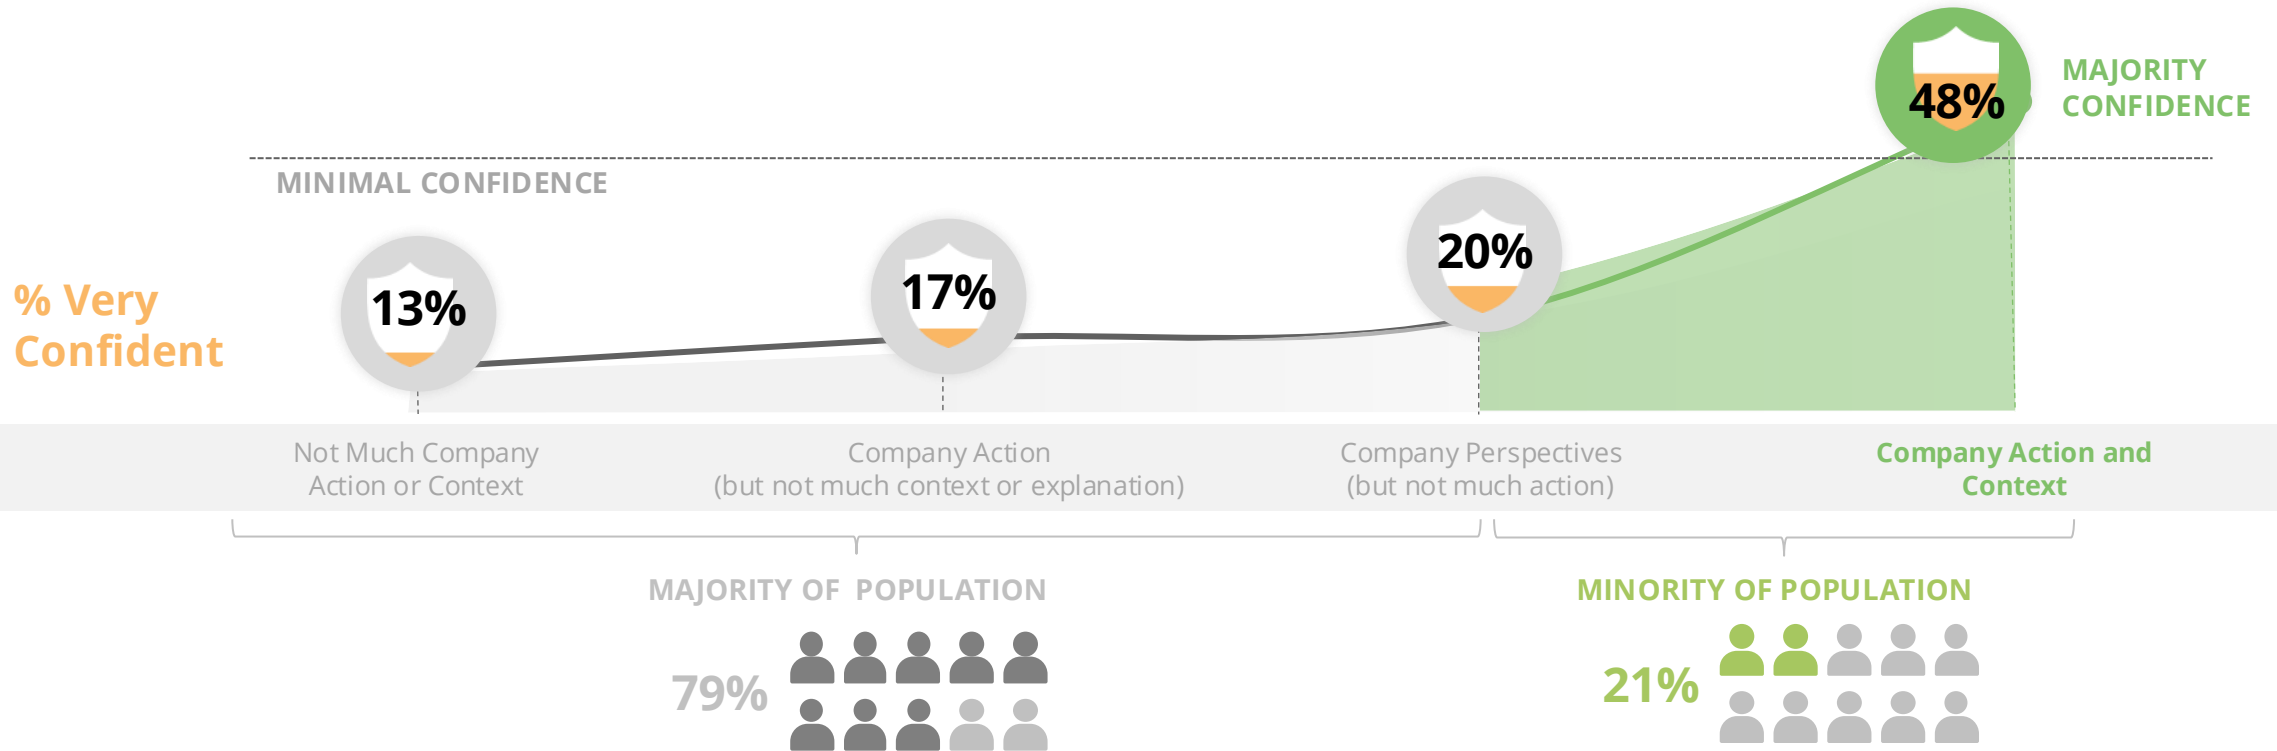 48%
MAJORITY
CONFIDENCE
MINIMAL CONFIDENCE
% Very
Confident
13%
17%
20%
Not Much Company
Action or Context
Company Action
(but not much context or explanation)
Company Perspectives
(but not much action)
Company Action and
Context
MAJORITY OF POPULATION
79%
MINORITY OF POPULATION
21%